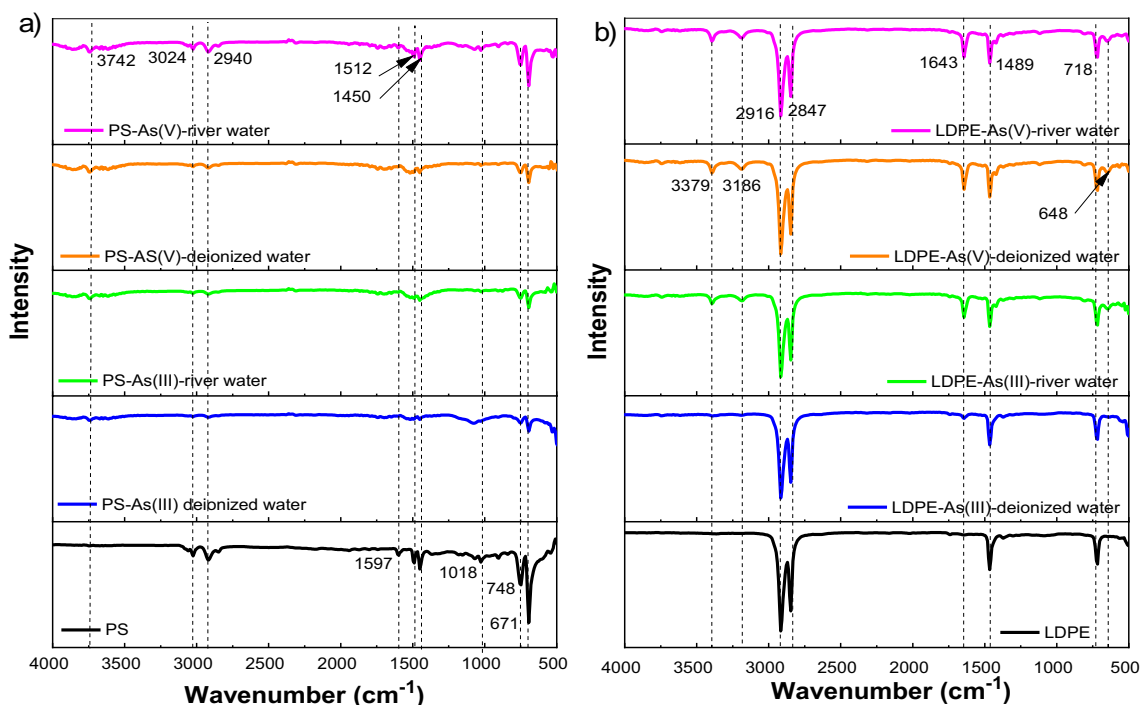 a)
3742
3024
2940
1512
1450
PS-As(V)-river water
PS-AS(V)-deionized water
PS-As(III)-river water
PS-As(III) deionized water
1597
1018
748
671
PS
Intensity
4000 3500 3000 2500 2000 1500 1000 500
Wavenumber (cm⁻¹)
b)
1643
1489
718
2916
2847
LDPE-As(V)-river water
3379
3186
648
LDPE-As(V)-deionized water
LDPE-As(III)-river water
LDPE-As(III)-deionized water
LDPE
Intensity
4000 3500 3000 2500 2000 1500 1000 500
Wavenumber (cm⁻¹)